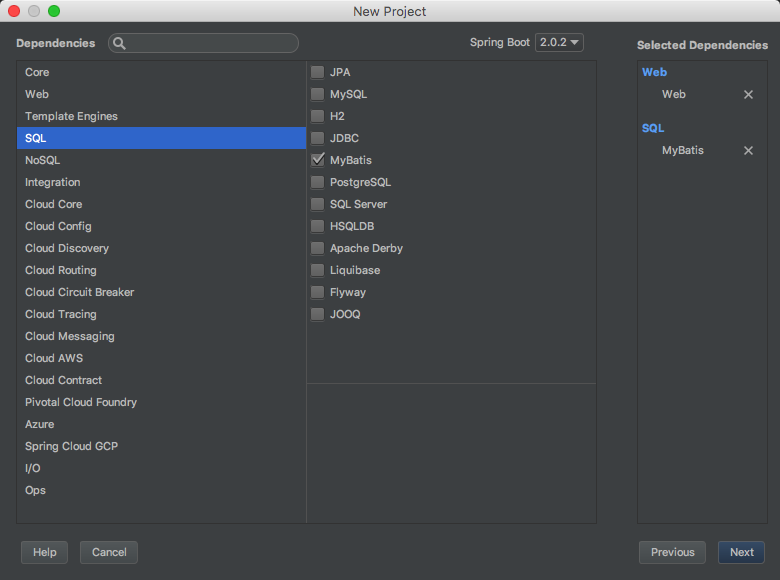 New Project
Dependencies
Spring Boot 2.0.2
Selected Dependencies
Core
Web
Template Engines
SQL
NoSQL
Integration
Cloud Core
Cloud Config
Cloud Discovery
Cloud Routing
Cloud Circuit Breaker
Cloud Tracing
Cloud Messaging
Cloud AWS
Cloud Contract
Pivotal Cloud Foundry
Azure
Spring Cloud GCP
I/O
Ops
JPA
MySQL
H2
JDBC
MyBatis
PostgreSQL
SQL Server
HSQLDB
Apache Derby
Liquibase
Flyway
JOOQ
Web
Web
SQL
MyBatis
Help
Cancel
Previous
Next